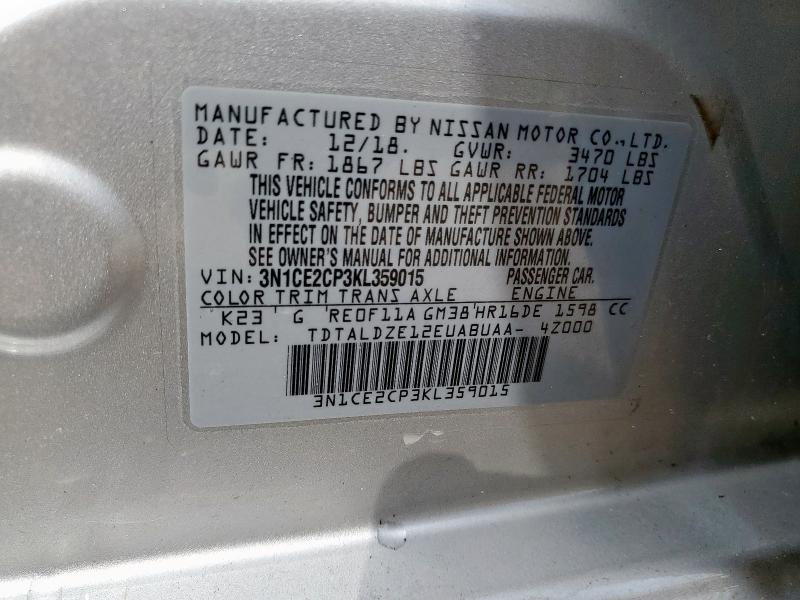 MANUFACTURED BY NISSAN MOTOR CO., LTD.
DATE: 12/18. GVWR: 3470 LBS
GAWR FR: 1867 LBS GAWR RR: 1704 LBS
THIS VEHICLE CONFORMS TO ALL APPLICABLE FEDERAL MOTOR
VEHICLE SAFETY, BUMPER AND THEFT PREVENTION STANDARDS
IN EFFECT ON THE DATE OF MANUFACTURE SHOWN ABOVE.
SEE OWNER'S MANUAL FOR ADDITIONAL INFORMATION.
VIN: 3N1CE2CP3KL359015 PASSENGER CAR.
COLOR TRIM TRANS AXLE ENGINE
K23 G RE0F11A GM38 HR16DE 1598 CC
MODEL: TDTALDZE12EUABUAA- 4Z000
3N1CE2CP3KL359015